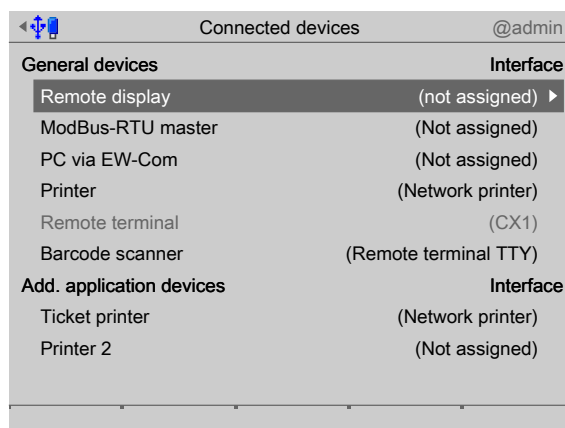 Connected devices @admin
General devices Interface
Remote display (not assigned)
ModBus-RTU master (Not assigned)
PC via EW-Com (Not assigned)
Printer (Network printer)
Remote terminal (CX1)
Barcode scanner (Remote terminal TTY)
Add. application devices Interface
Ticket printer (Network printer)
Printer 2 (Not assigned)